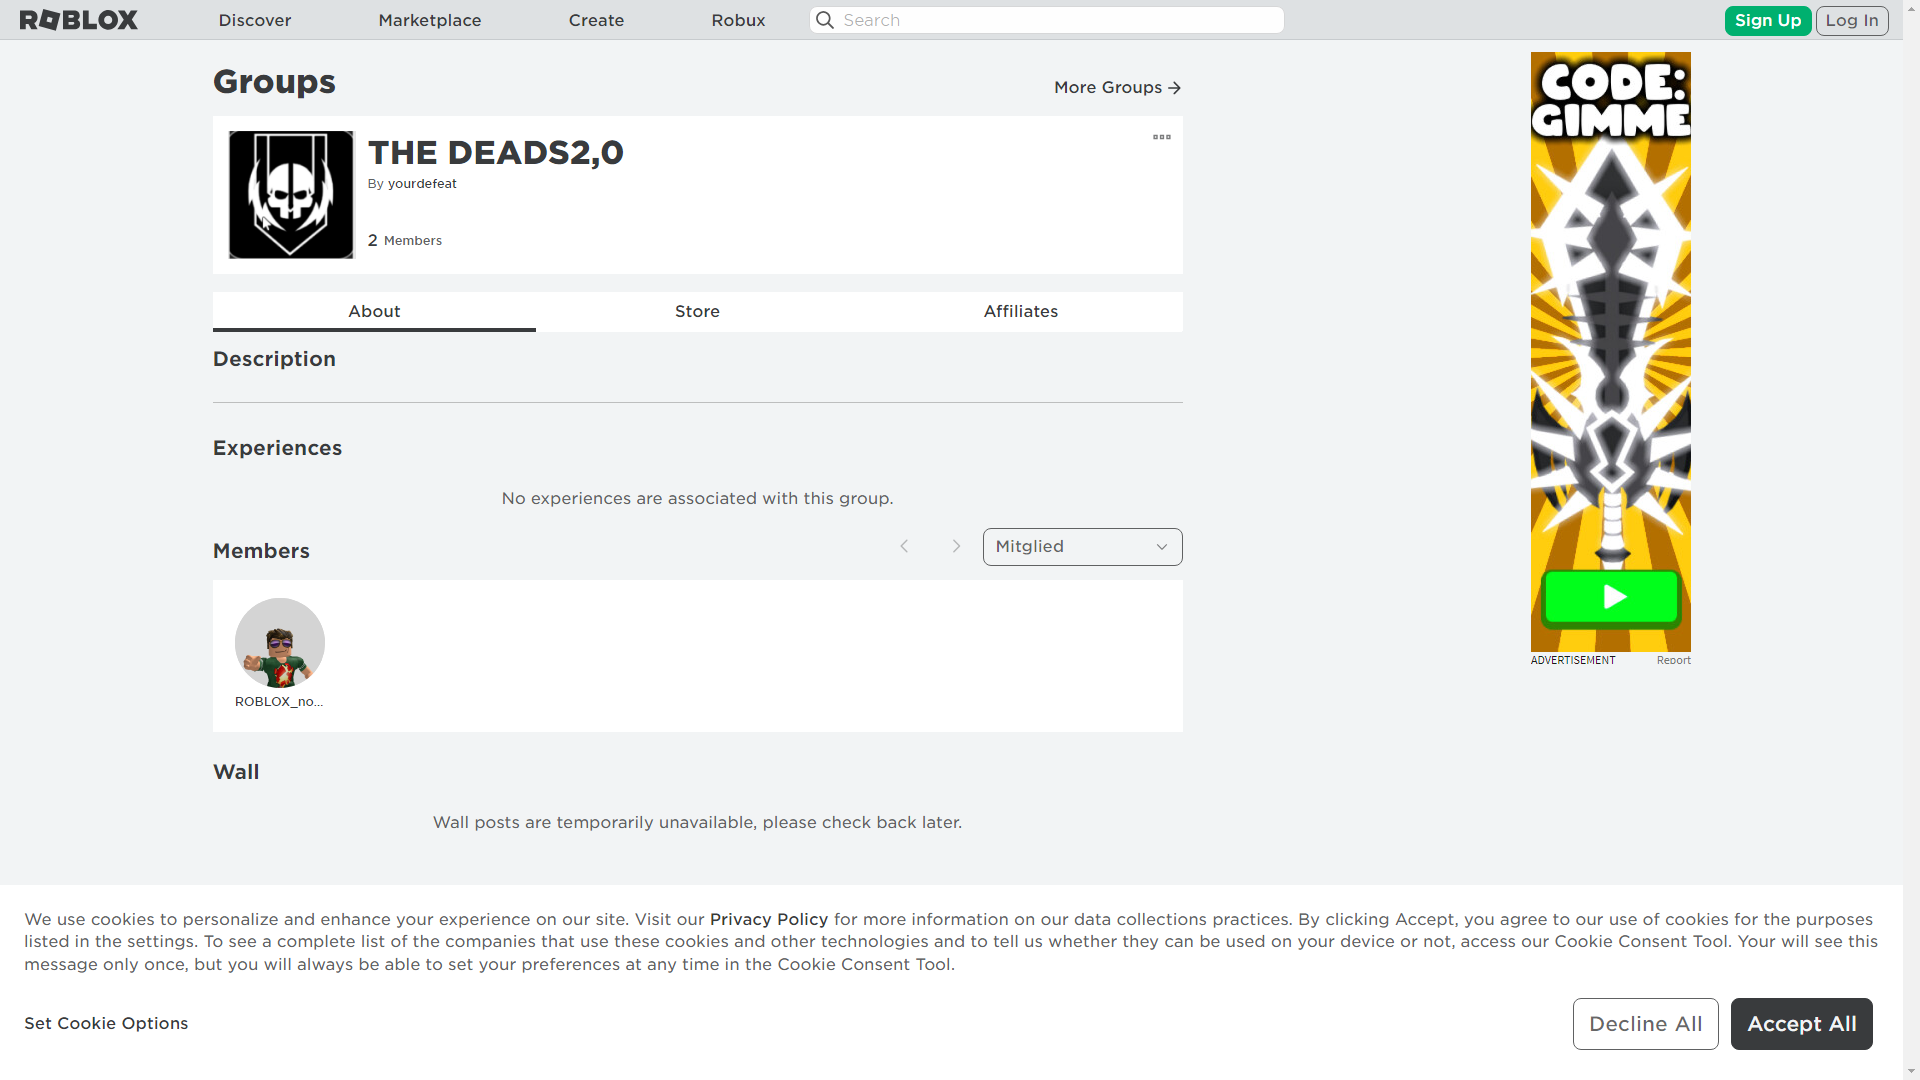 ROBLOX
Discover
Marketplace
Create
Robux
Search
Sign Up
Log In
Groups
More Groups
THE DEADS2,0
By yourdefeat
2 Members
About
Store
Affiliates
Description
Experiences
No experiences are associated with this group.
Members
Mitglied
ROBLOX_no...
Wall
Wall posts are temporarily unavailable, please check back later.
CODE:
GIMME
ADVERTISEMENT
Report
We use cookies to personalize and enhance your experience on our site. Visit our Privacy Policy for more information on our data collections practices. By clicking Accept, you agree to our use of cookies for the purposes
listed in the settings. To see a complete list of the companies that use these cookies and other technologies and to tell us whether they can be used on your device or not, access our Cookie Consent Tool. Your will see this
message only once, but you will always be able to set your preferences at any time in the Cookie Consent Tool.
Set Cookie Options
Decline All
Accept All